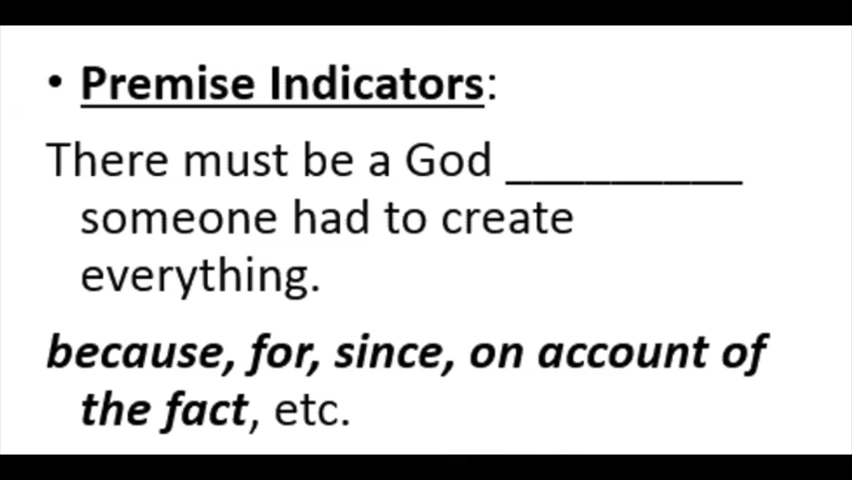 • Premise Indicators:
There must be a God _________
someone had to create
everything.
because, for, since, on account of
the fact, etc.